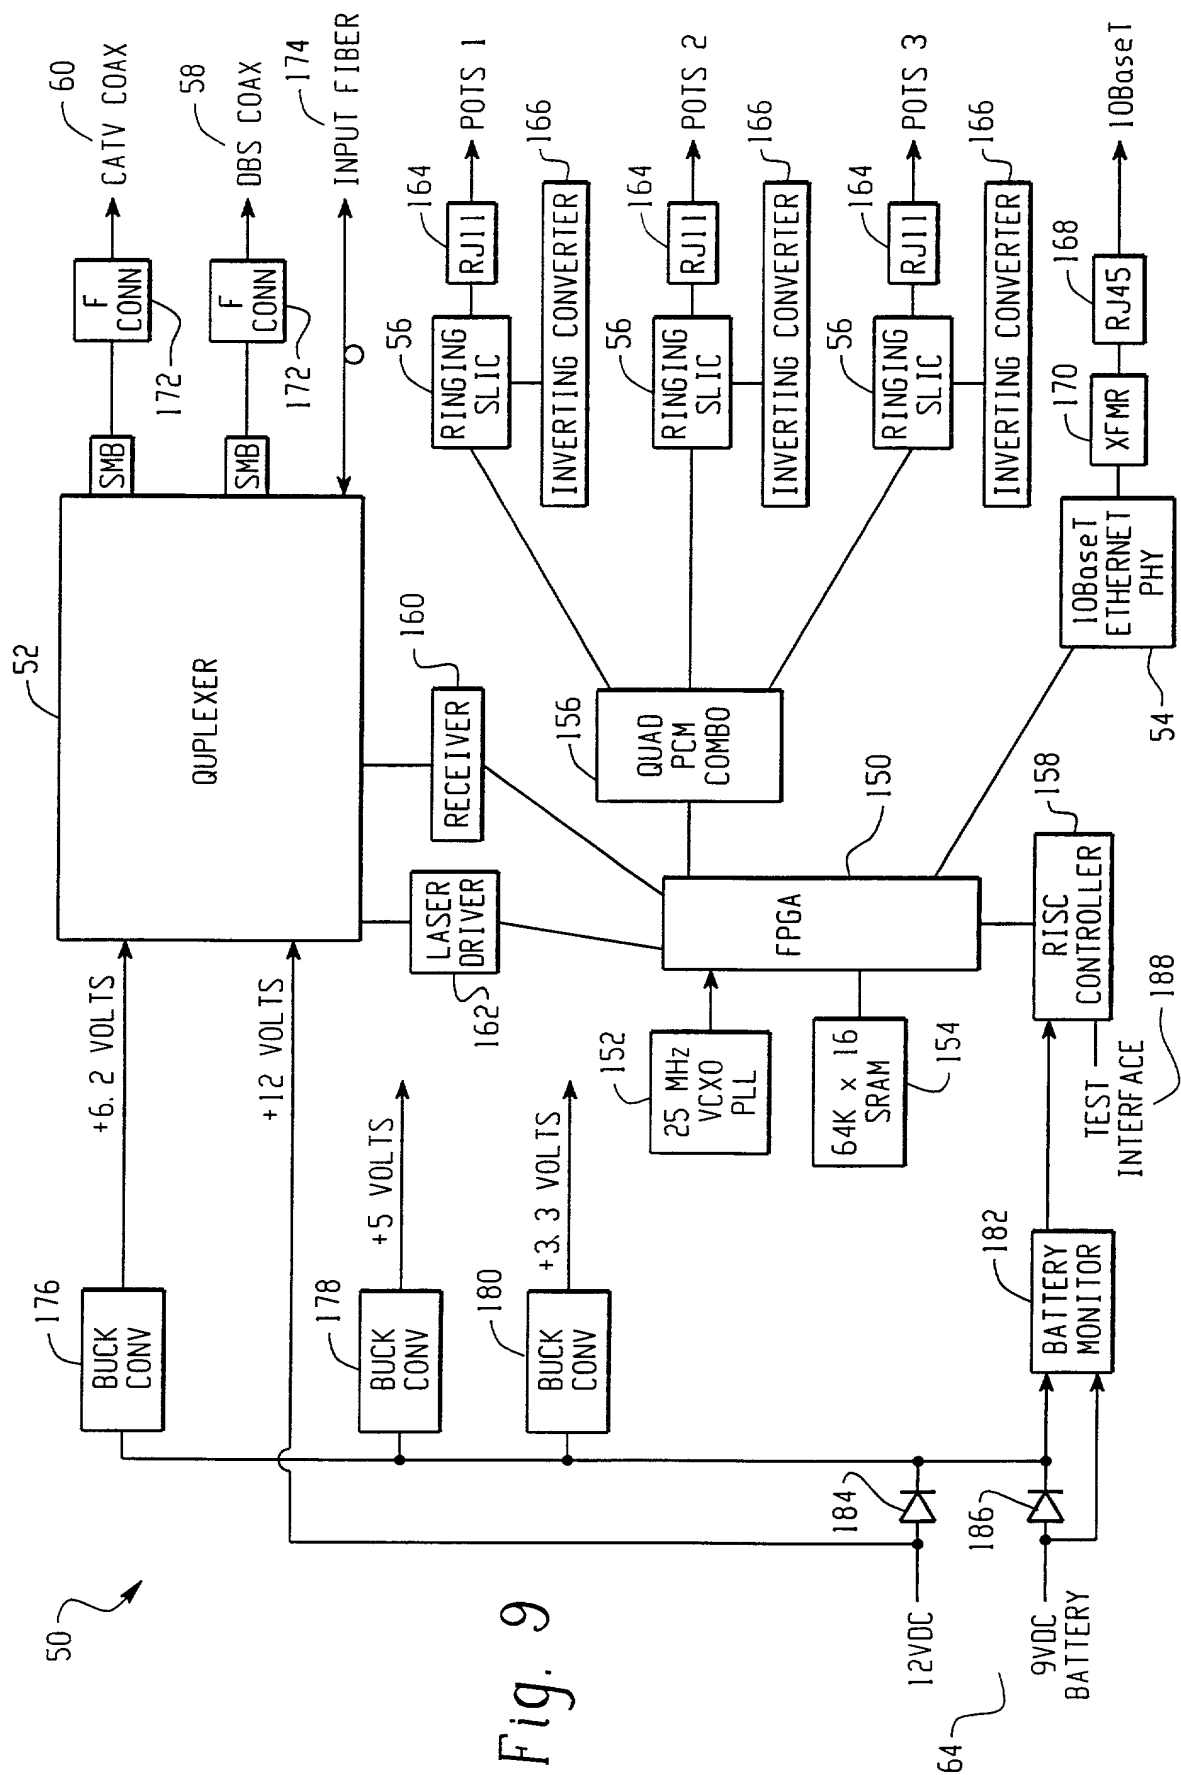 50
Fig. 9
176
BUCK
CONV
+6.2 VOLTS
52
QUPLEXER
SMB
F
CONN
172
60
CATV COAX
SMB
F
CONN
172
58
DBS COAX
+12 VOLTS
174
INPUT FIBER
178
BUCK
CONV
+5 VOLTS
180
BUCK
CONV
+3.3 VOLTS
LASER
DRIVER
162
RECEIVER
160
56
RINGING
SLIC
164
RJ11
POTS 1
INVERTING CONVERTER
166
152
25 MHz
VCXO
PLL
64K x 16
SRAM
154
FPGA
150
156
QUAD
PCM
COMBO
56
RINGING
SLIC
164
RJ11
POTS 2
INVERTING CONVERTER
166
56
RINGING
SLIC
164
RJ11
POTS 3
INVERTING CONVERTER
166
64
12VDC
184
9VDC
BATTERY
186
182
BATTERY
MONITOR
RISC
CONTROLLER
158
TEST
INTERFACE
188
10BaseT
ETHERNET
PHY
54
XFMR
170
RJ45
168
10BaseT